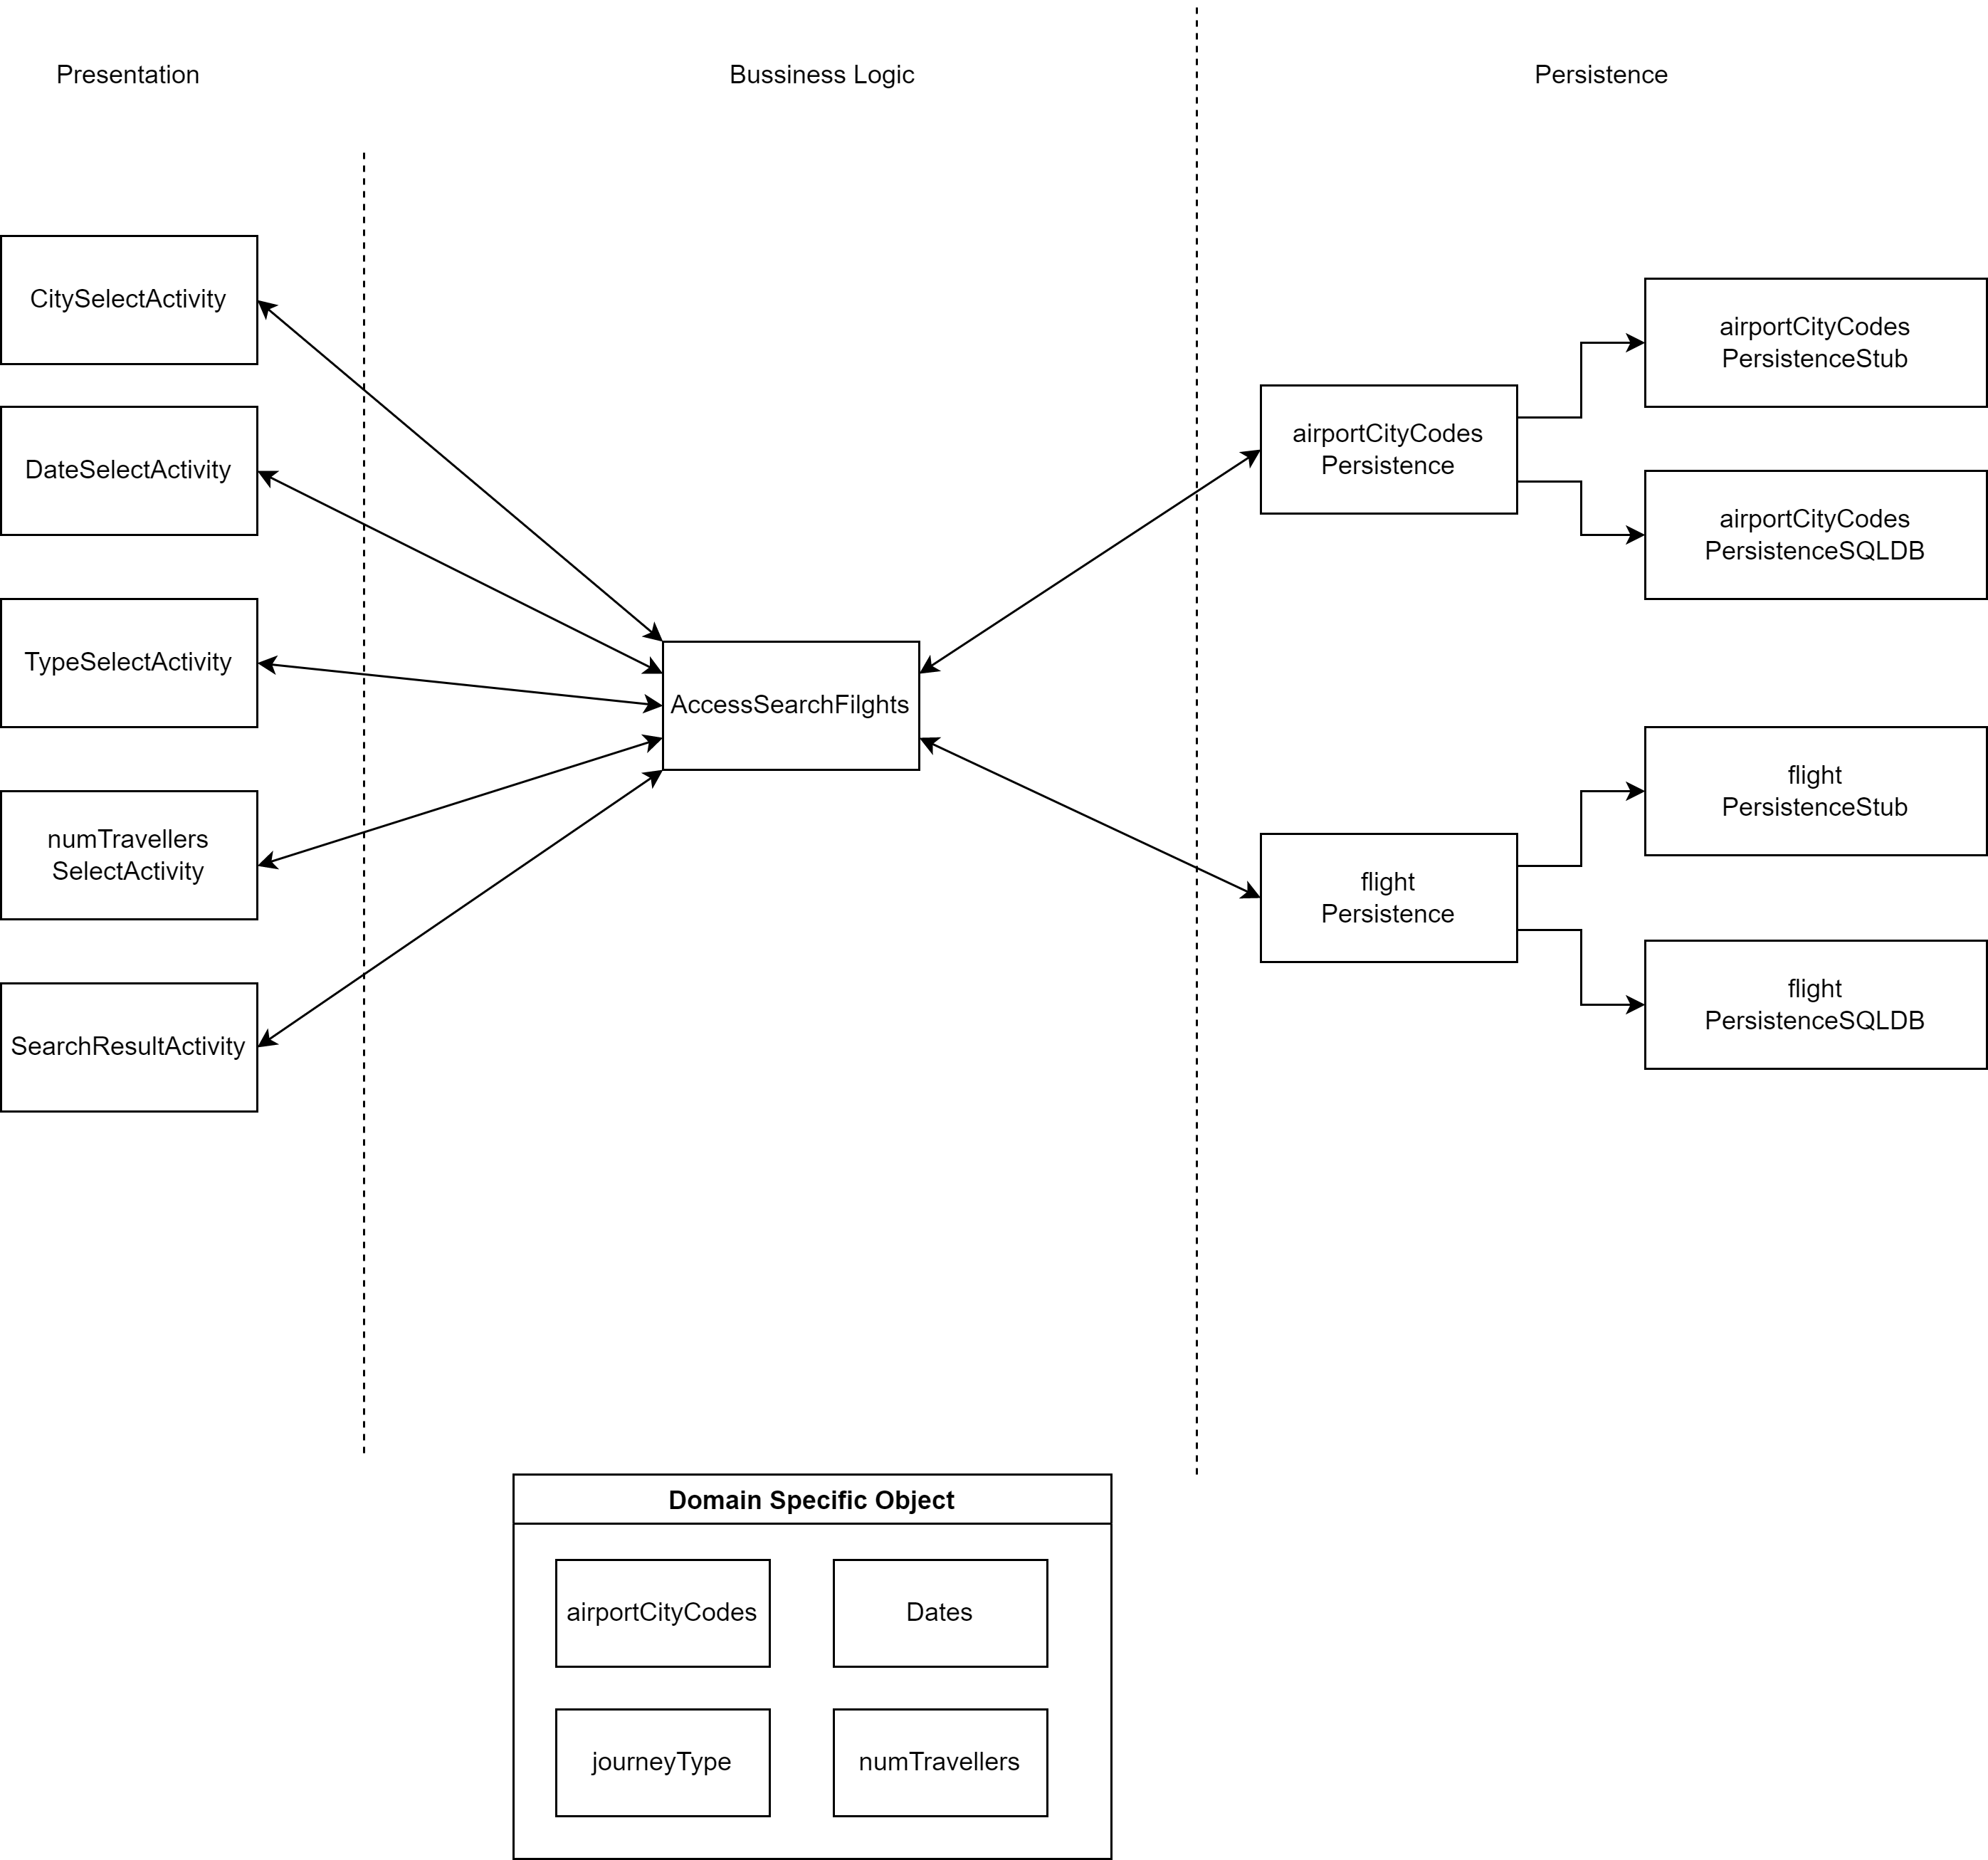 Presentation
Bussiness Logic
Persistence
CitySelectActivity
DateSelectActivity
TypeSelectActivity
numTravellers
SelectActivity
SearchResultActivity
AccessSearchFilghts
airportCityCodes
Persistence
flight
Persistence
airportCityCodes
PersistenceStub
airportCityCodes
PersistenceSQLDB
flight
PersistenceStub
flight
PersistenceSQLDB
Domain Specific Object
airportCityCodes
Dates
journeyType
numTravellers